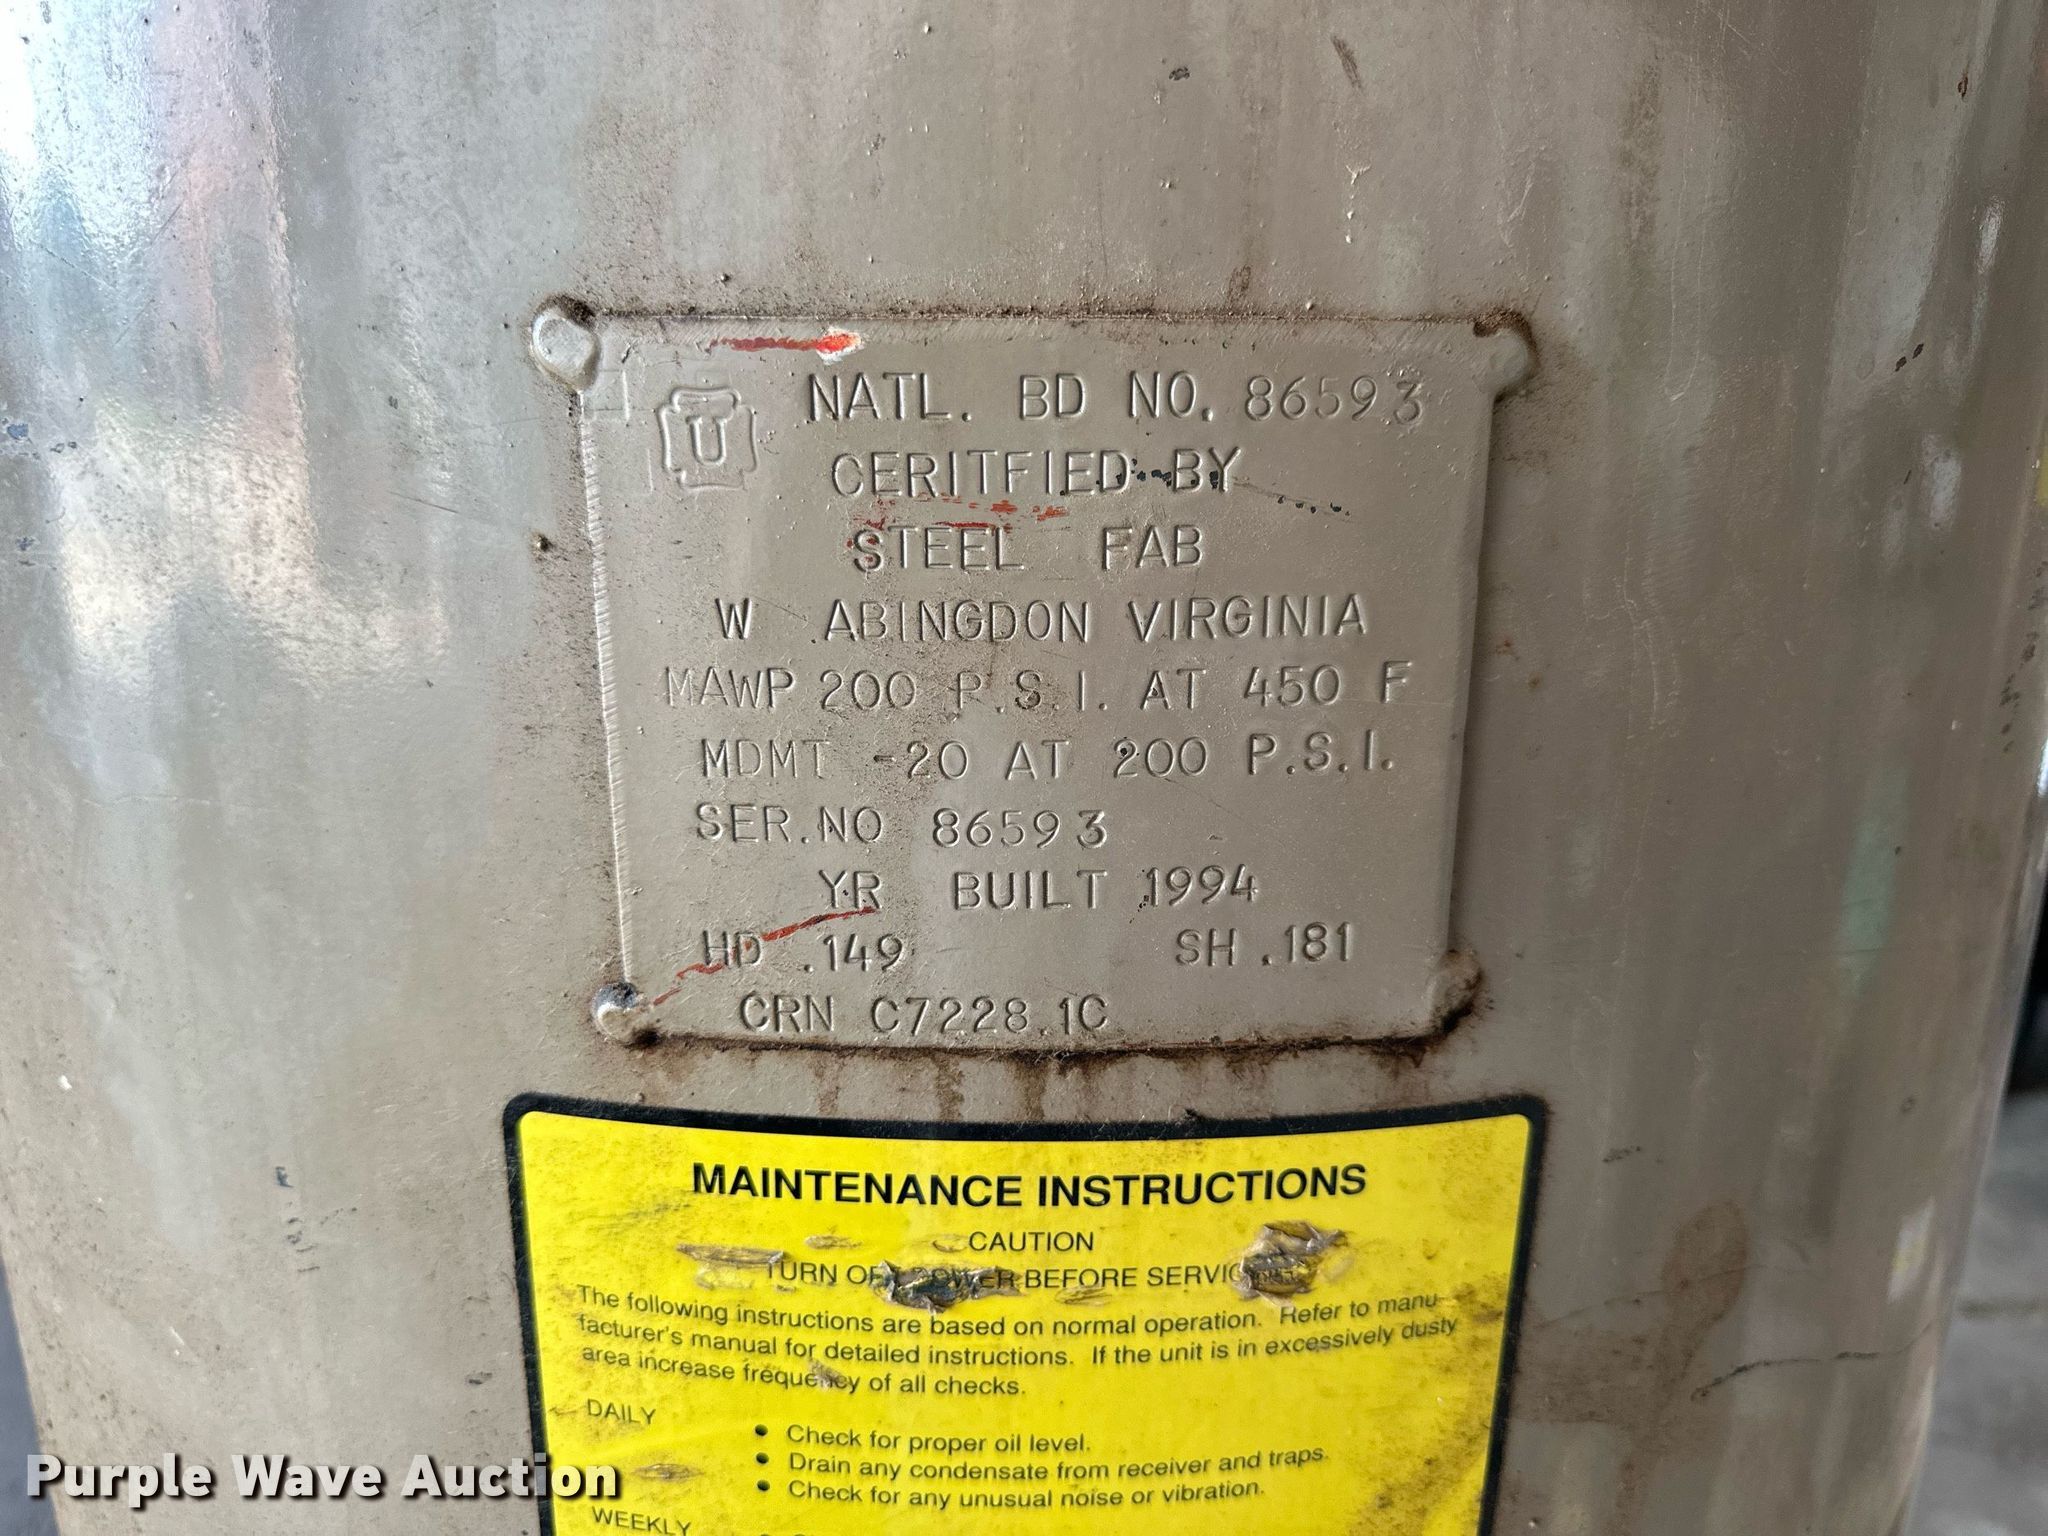 U NATL. BD NO. 86593
CERITFIED BY
STEEL FAB
W ABINGDON VIRGINIA
MAWP 200 P.S.I. AT 450 F
MDMT -20 AT 200 P.S.I.
SER.NO 86593
YR BUILT 1994
HD .149 SH .181
CRN C7228.1C
MAINTENANCE INSTRUCTIONS
CAUTION
TURN OFF POWER BEFORE
The following instructions are based on normal operation. Refer to manu-
facturer's manual for detailed instructions. If the unit is in excessively dusty
area increase frequency of all checks.
DAILY
• Check for proper oil level.
• Drain any condensate from receiver and traps.
• Check for any unusual noise or vibration.
WEEKLY
Purple Wave Auction